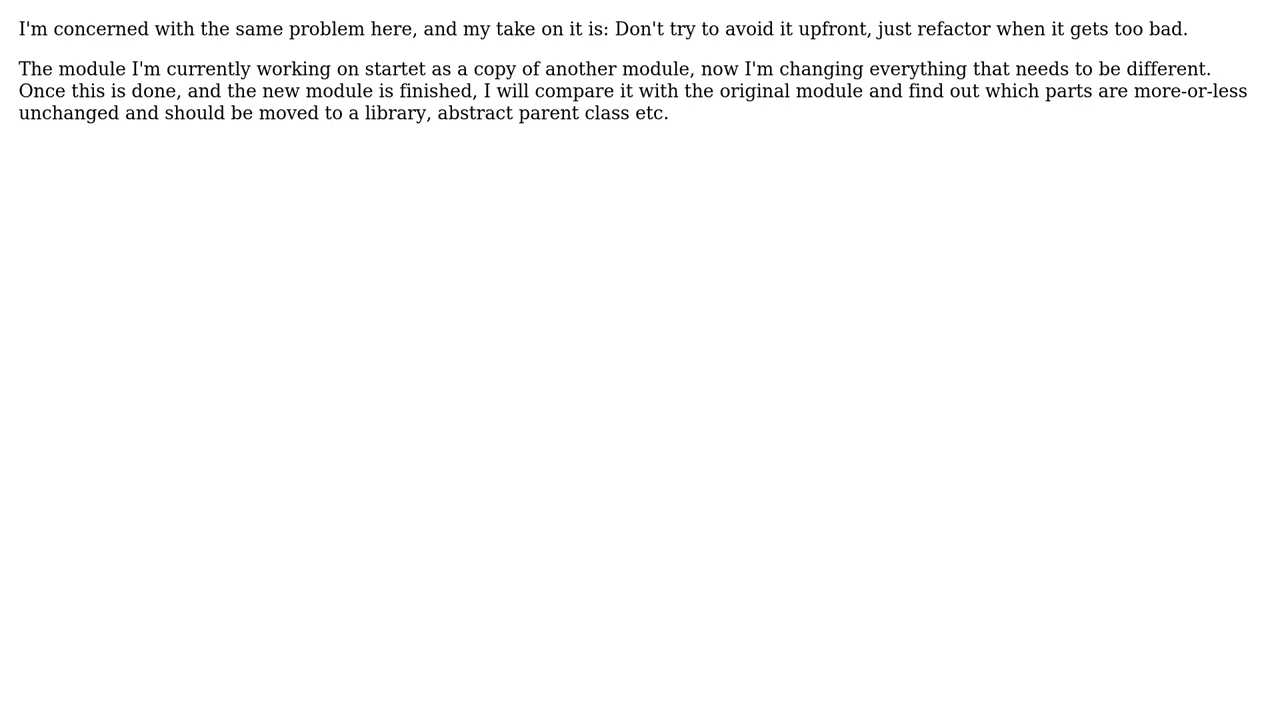 I'm concerned with the same problem here, and my take on it is: Don't try to avoid it upfront, just refactor when it gets too bad.
The module I'm currently working on startet as a copy of another module, now I'm changing everything that needs to be different.
Once this is done, and the new module is finished, I will compare it with the original module and find out which parts are more-or-less
unchanged and should be moved to a library, abstract parent class etc.